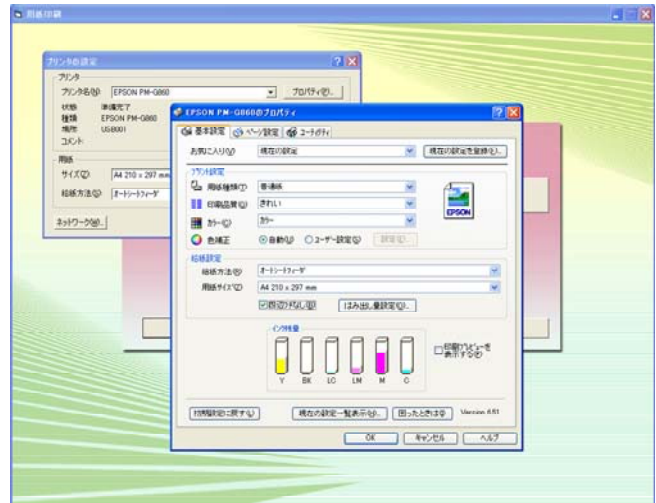 用紙印刷
プリンタの設定
プリンタ
プリンタ名(N) EPSON PM-G860 プロパティ(P)...
状態 準備完了
種類 EPSON PM-G860
場所 USB001
コメント
用紙
サイズ(Z) A4 210 x 297 mm
給紙方法(S) オートシートフィーダ
ネットワーク(W)...
EPSON PM-G860のプロパティ
基本設定 ページ設定 ユーティリティ
お気に入り(V) 現在の設定 現在の設定を登録(L)...
プリント設定
用紙種類(T) 普通紙
印刷品質(Q) きれい
カラー(C) カラー
EPSON
色補正 自動(U) ユーザー設定(S) 設定(E)...
給紙設定
給紙方法(R) オートシートフィーダ
用紙サイズ(Z) A4 210 x 297 mm
四辺フチなし(B) はみ出し量設定(O)...
インク残量
印刷プレビューを
表示する(P)
Y BK LC LM M C
初期設定に戻す(L) 現在の設定一覧表示(G)... 困ったときは Version 6.51
OK キャンセル ヘルプ